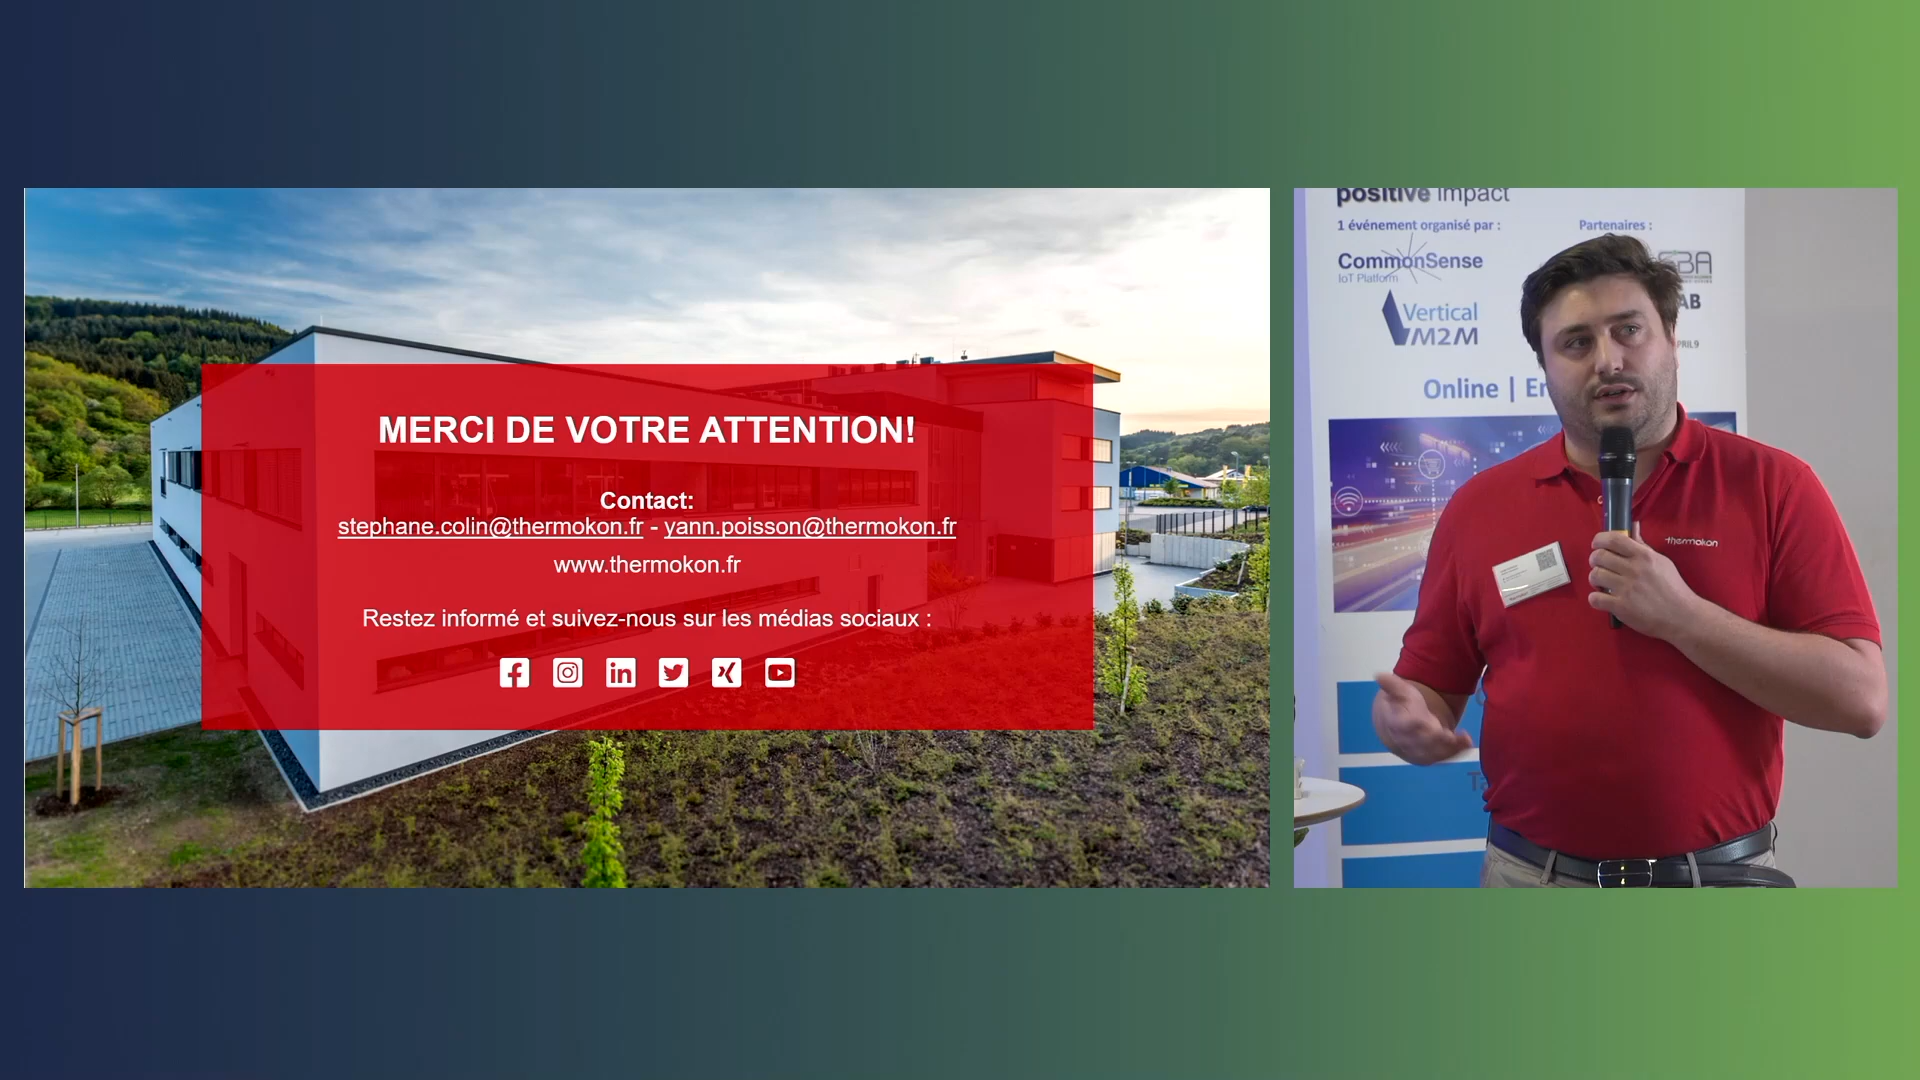 MERCI DE VOTRE ATTENTION!
Contact:
stephane.colin@thermokon.fr - yann.poisson@thermokon.fr
www.thermokon.fr
Restez informé et suivez-nous sur les médias sociaux :
positive impact
1 événement organisé par :
Partenaires :
CommonSense
IoT Platform
Vertical
M2M
Online |
thermokon